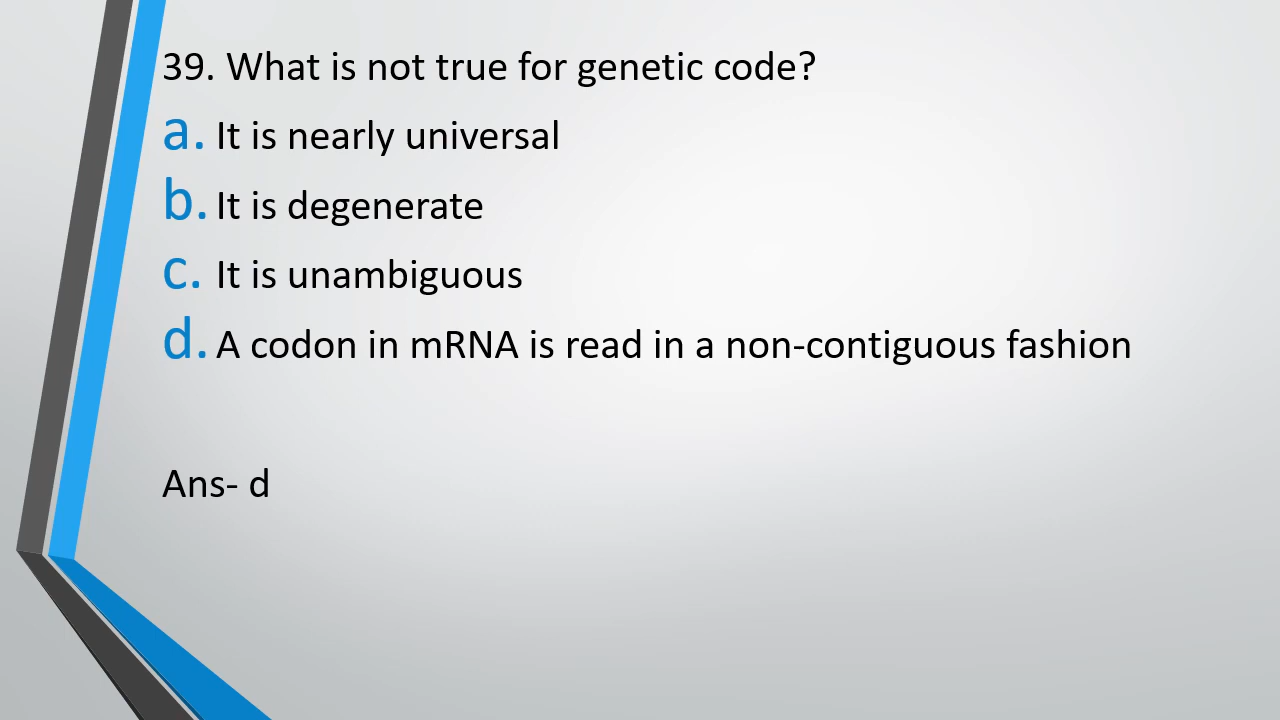 39. What is not true for genetic code?
a. It is nearly universal
b. It is degenerate
c. It is unambiguous
d. A codon in mRNA is read in a non-contiguous fashion
Ans- d